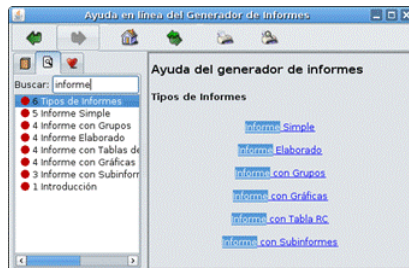 Ayuda en línea del Generador de Informes
Buscar: informe
6 Tipos de Informes
5 Informe Simple
4 Informe con Grupos
4 Informe Elaborado
4 Informe con Tablas de
4 Informe con Gráficas
3 Informe con Subinform
1 Introducción
Ayuda del generador de informes
Tipos de Informes
Informe Simple
Informe Elaborado
Informe con Grupos
Informe con Gráficas
Informe con Tabla RC
Informe con Subinformes